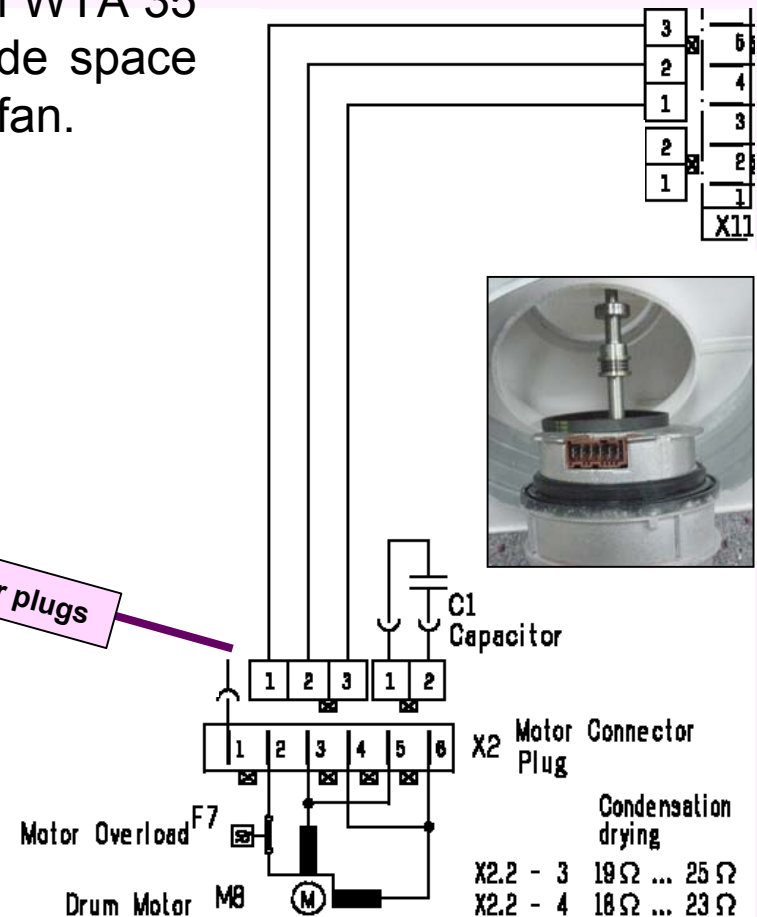 WTA 35
de space
fan.
3
2
1
2
1
5
4
3
2
1
X11
r plugs
C1
Capacitor
1 2 3 1 2
1 2 3 4 5 6
X2 Motor Connector
Plug
Motor Overload F7
Condensation
drying
X2.2 - 3 19Ω ... 25Ω
Drum Motor M8 M
X2.2 - 4 18Ω ... 23Ω